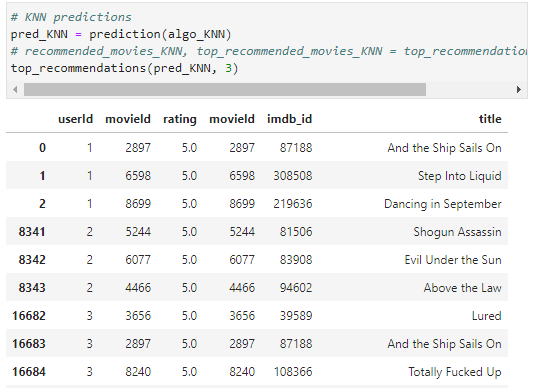 # KNN predictions
pred_KNN = prediction(algo_KNN)
# recommended_movies_KNN, top_recommended_movies_KNN = top_recommendation
top_recommendations(pred_KNN, 3)
userId movieId rating movieId imdb_id title
0 1 2897 5.0 2897 87188 And the Ship Sails On
1 1 6598 5.0 6598 308508 Step Into Liquid
2 1 8699 5.0 8699 219636 Dancing in September
8341 2 5244 5.0 5244 81506 Shogun Assassin
8342 2 6077 5.0 6077 83908 Evil Under the Sun
8343 2 4466 5.0 4466 94602 Above the Law
16682 3 3656 5.0 3656 39589 Lured
16683 3 2897 5.0 2897 87188 And the Ship Sails On
16684 3 8240 5.0 8240 108366 Totally Fucked Up